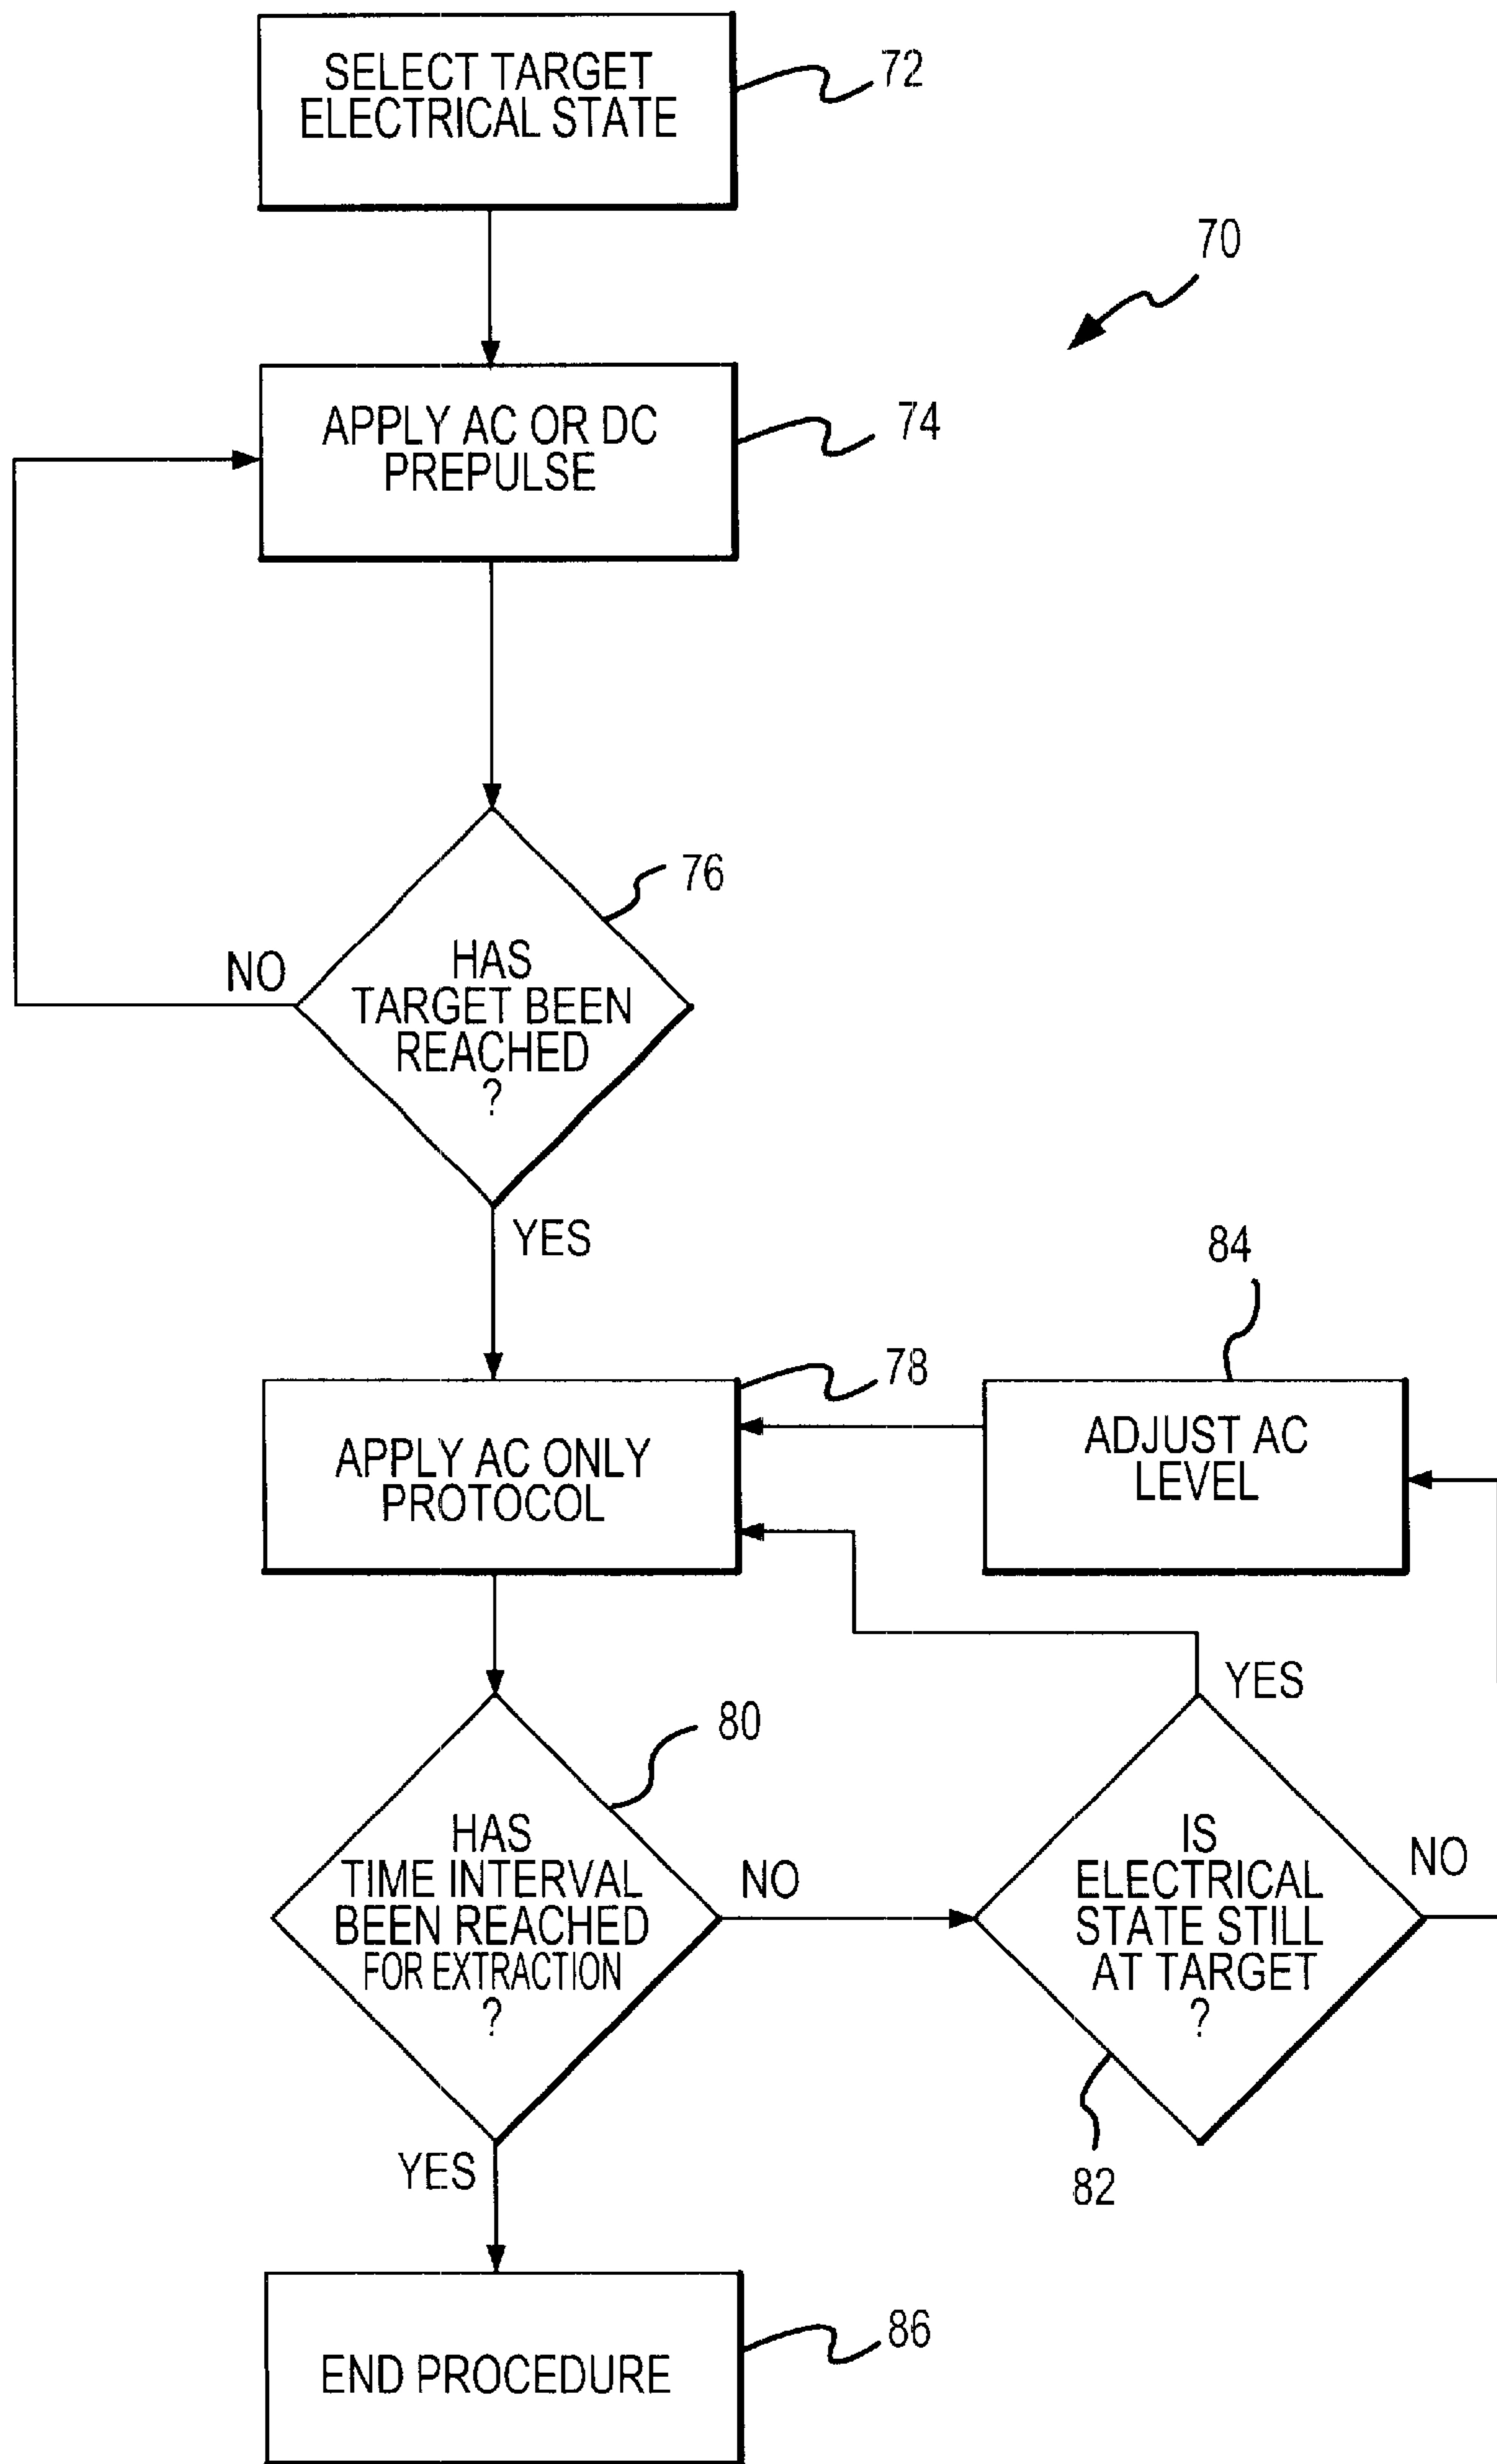 SELECT TARGET
ELECTRICAL STATE
72
70
APPLY AC OR DC
PREPULSE
74
76
HAS
TARGET BEEN
REACHED
?
NO
YES
84
78
APPLY AC ONLY
PROTOCOL
ADJUST AC
LEVEL
YES
80
HAS
TIME INTERVAL
BEEN REACHED
FOR EXTRACTION
?
NO
IS
ELECTRICAL
STATE STILL
AT TARGET
?
NO
YES
82
86
END PROCEDURE